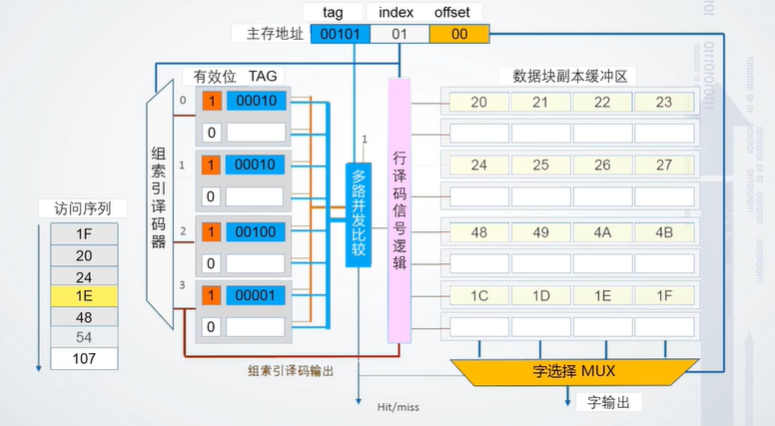 tag index offset
主存地址 00101 01 00
有效位 TAG
数据块副本缓冲区
0
1 00010
0
1
1 00010
0
2
1 00100
0
3
1 00001
0
组索引译码器
1
多路并发比较
行译码信号逻辑
20 21 22 23
24 25 26 27
48 49 4A 4B
1C 1D 1E 1F
访问序列
1F
20
24
1E
48
54
107
组索引译码输出
字选择 MUX
Hit/miss
字输出